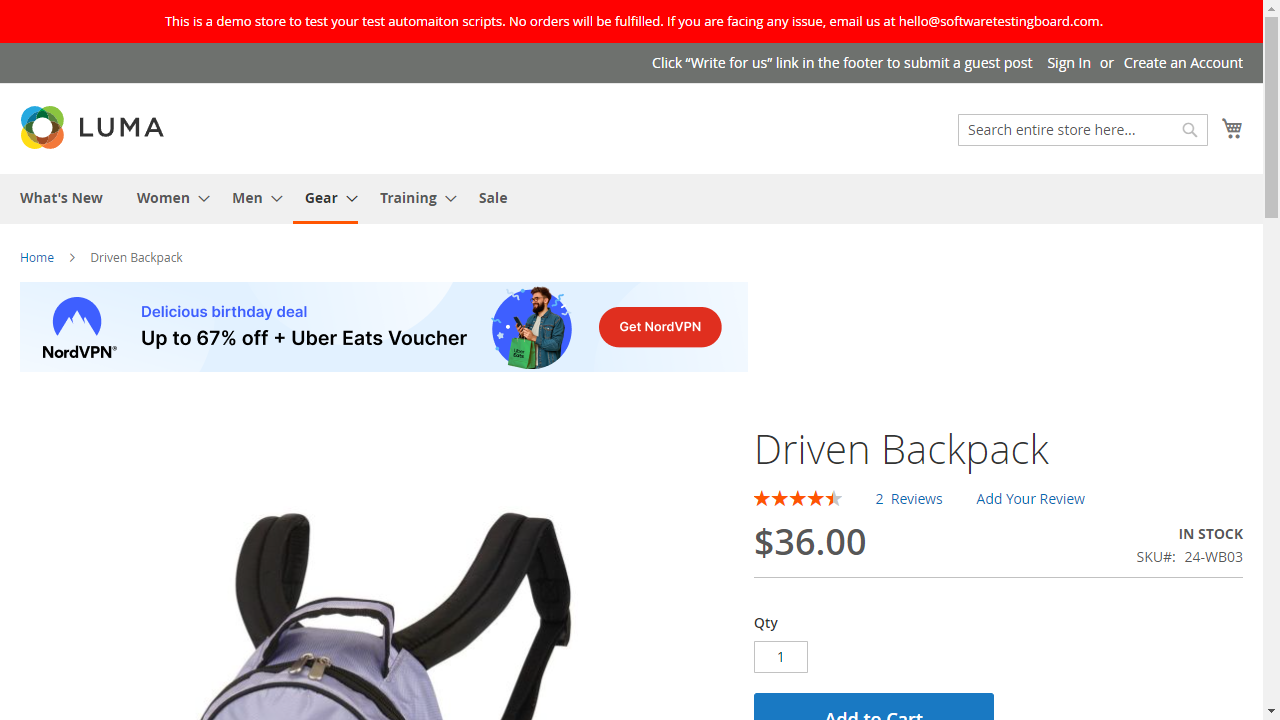 This is a demo store to test your test automaiton scripts. No orders will be fulfilled. If you are facing any issue, email us at hello@softwaretestingboard.com.
Click “Write for us” link in the footer to submit a guest post Sign In or Create an Account
LUMA
Search entire store here...
What's New Women Men Gear Training Sale
Home Driven Backpack
Delicious birthday deal
Up to 67% off + Uber Eats Voucher
NordVPN®
Uber Eats
Get NordVPN
Driven Backpack
2 Reviews Add Your Review
$36.00
IN STOCK
SKU#: 24-WB03
Qty
1
Add to Cart